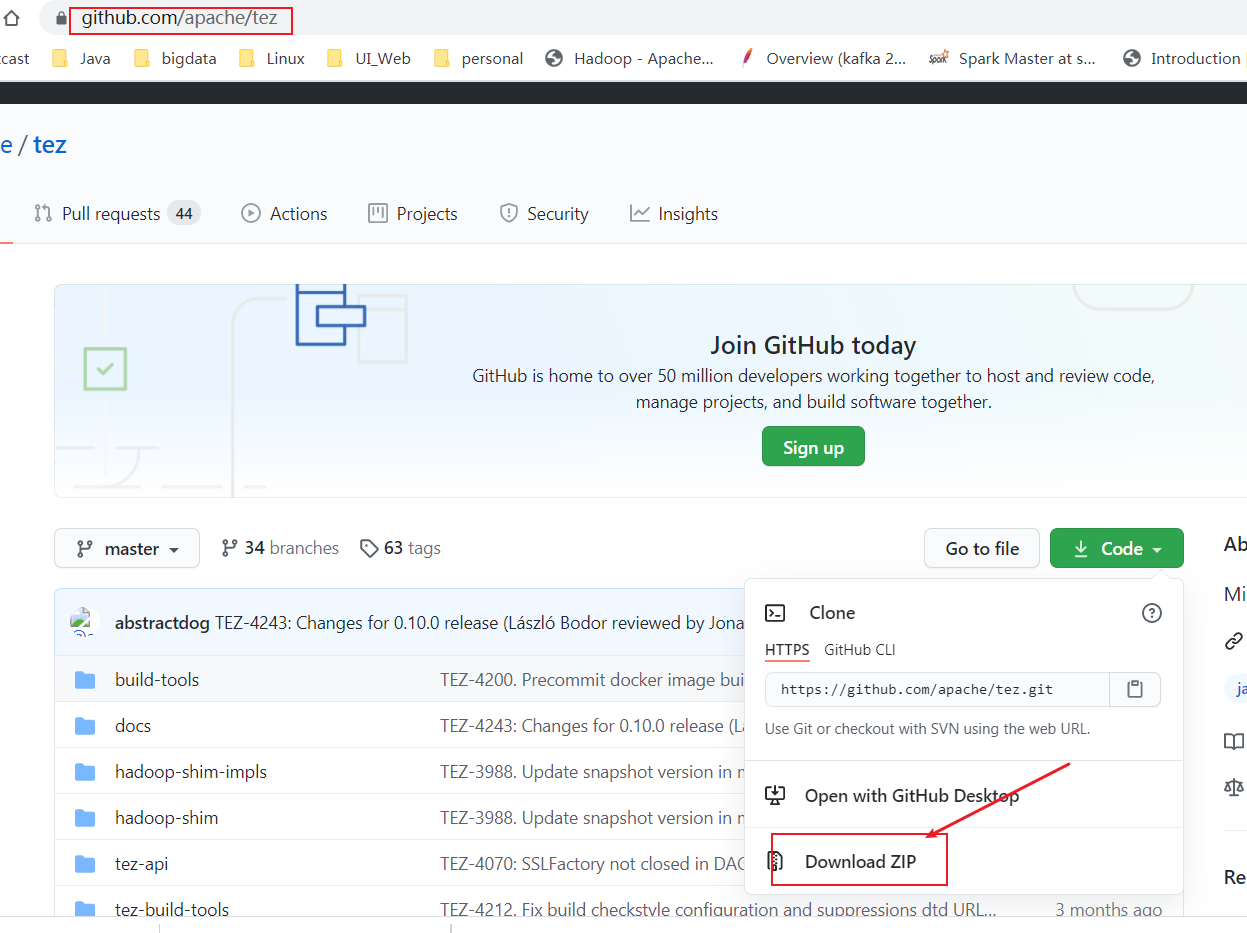 github.com/apache/tez
cast Java bigdata Linux UI_Web personal Hadoop - Apache... Overview (kafka 2... Spark Master at s... Introduction
e / tez
Pull requests 44 Actions Projects Security Insights
Join GitHub today
GitHub is home to over 50 million developers working together to host and review code,
manage projects, and build software together.
Sign up
master 34 branches 63 tags Go to file Code
Ab
abstractdog TEZ-4243: Changes for 0.10.0 release (László Bodor reviewed by Jona
Clone
Mi
HTTPS GitHub CLI
build-tools TEZ-4200. Precommit docker image bui
https://github.com/apache/tez.git
ja
docs TEZ-4243: Changes for 0.10.0 release (Lá
Use Git or checkout with SVN using the web URL.
hadoop-shim-impls TEZ-3988. Update snapshot version in m
Open with GitHub Desktop
hadoop-shim TEZ-3988. Update snapshot version in m
tez-api TEZ-4070: SSLFactory not closed in DAG
Download ZIP
Re
tez-build-tools TEZ-4212. Fix build checkstyle configuration and suppressions dtd URL... 3 months ago